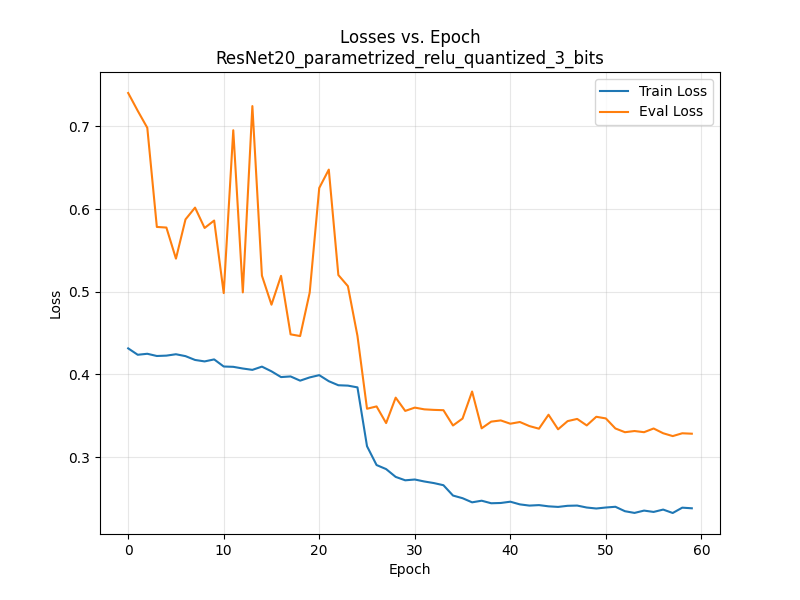 Losses vs. Epoch
ResNet20_parametrized_relu_quantized_3_bits
Train Loss
Eval Loss
0.7
0.6
0.5
0.4
0.3
Loss
0
10
20
30
40
50
60
Epoch